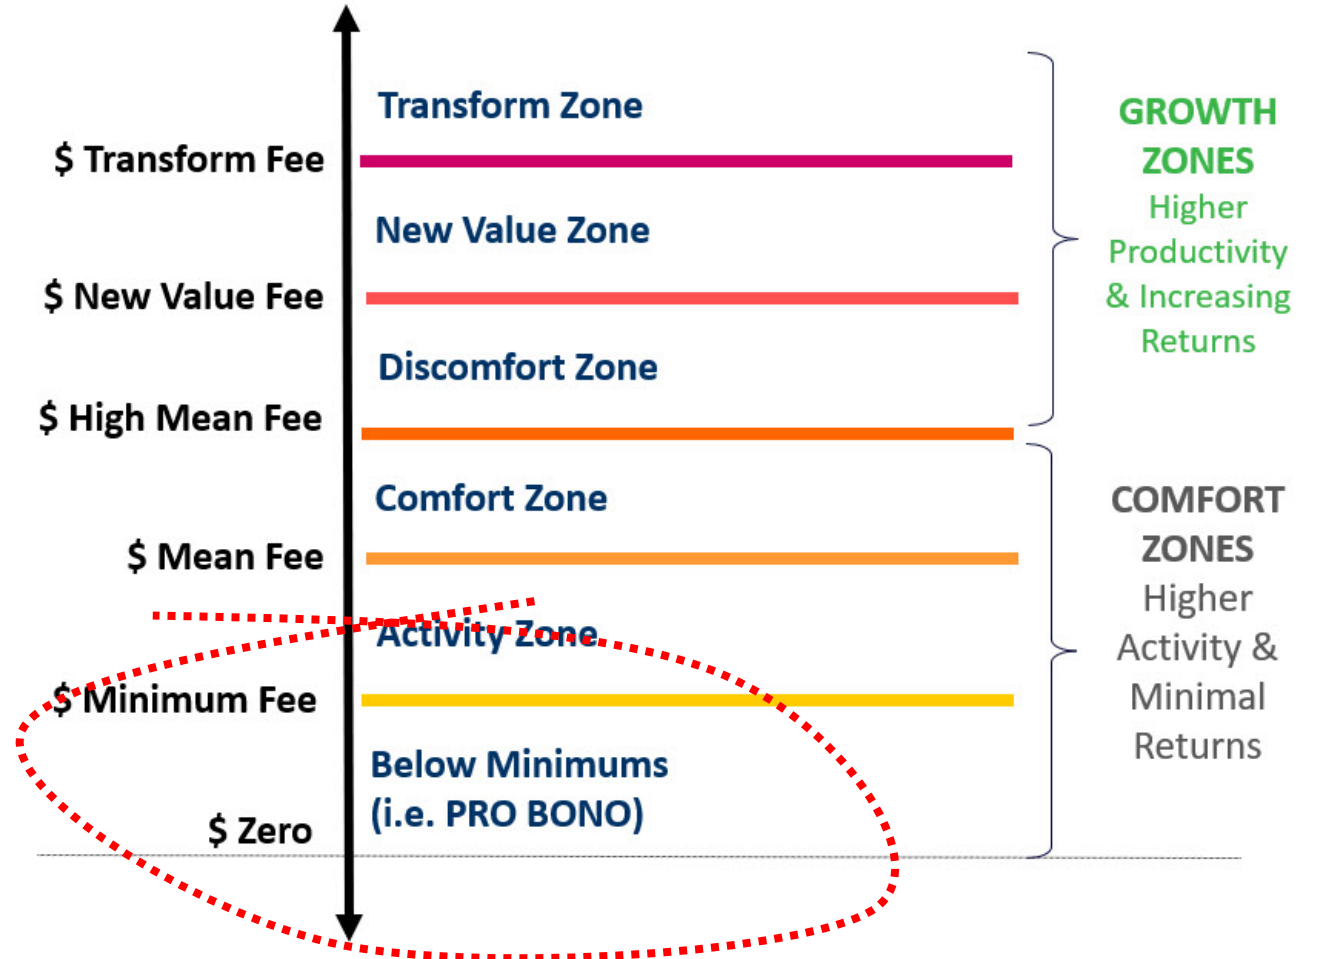 Transform Zone
$ Transform Fee
New Value Zone
$ New Value Fee
Discomfort Zone
$ High Mean Fee
Comfort Zone
$ Mean Fee
Activity Zone
$ Minimum Fee
Below Minimums
(i.e. PRO BONO)
$ Zero
GROWTH
ZONES
Higher
Productivity
& Increasing
Returns
COMFORT
ZONES
Higher
Activity &
Minimal
Returns